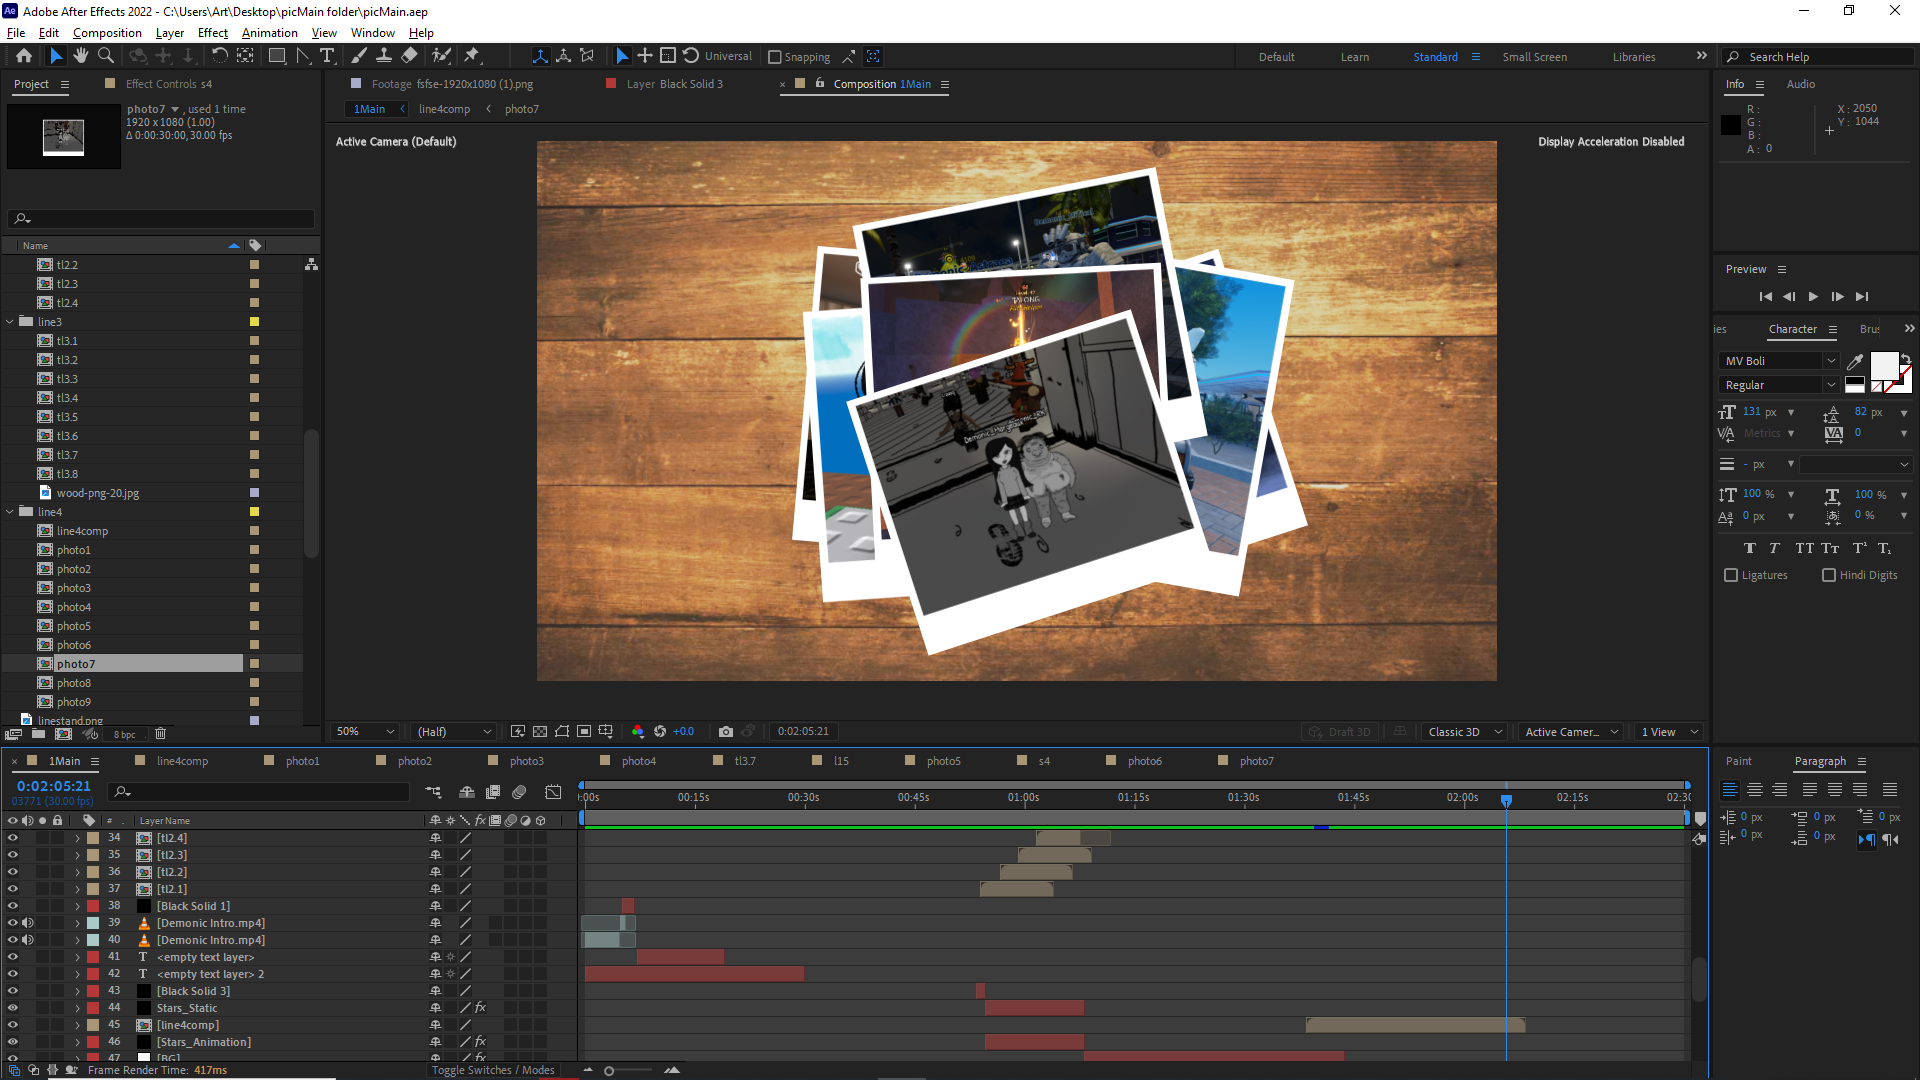 Adobe After Effects 2022 - C:\Users\Art\Desktop\picMain folder\picMain.aep
File Edit Composition Layer Effect Animation View Window Help
Universal Snapping Default Learn Standard Small Screen Libraries Search Help
Project Effect Controls s4
photo7 , used 1 time
1920 x 1080 (1.00)
Δ 0:00:30:00, 30.00 fps
Footage fsfse-1920x1080 (1).png Layer Black Solid 3 Composition 1Main
1Main line4comp photo7
Active Camera (Default)
Display Acceleration Disabled
Info Audio
R :
G :
B :
A : 0
X : 2050
Y : 1044
Name
tl2.2
tl2.3
tl2.4
line3
tl3.1
tl3.2
tl3.3
tl3.4
tl3.5
tl3.6
tl3.7
tl3.8
wood-png-20.jpg
line4
line4comp
photo1
photo2
photo3
photo4
photo5
photo6
photo7
photo8
photo9
linestand.png
8 bpc
Preview
ies Character Brus
MV Boli
Regular
131 px 82 px
Metrics 0
- px
100 % 100 %
0 px 0 %
T T TT Tt T¹ T₁
Ligatures Hindi Digits
50% (Half) +0.0 0:02:05:21 Draft 3D Classic 3D Active Camer... 1 View
1Main line4comp photo1 photo2 photo3 photo4 tl3.7 l15 photo5 s4 photo6 photo7
0:02:05:21
03771 (30.00 fps)
:00s 00:15s 00:30s 00:45s 01:00s 01:15s 01:30s 01:45s 02:00s 02:15s 02:30
# Layer Name
34 [tl2.4]
35 [tl2.3]
36 [tl2.2]
37 [tl2.1]
38 [Black Solid 1]
39 [Demonic Intro.mp4]
40 [Demonic Intro.mp4]
41 T <empty text layer>
42 T <empty text layer> 2
43 [Black Solid 3]
44 Stars_Static fx
45 [line4comp]
46 [Stars_Animation] fx
47 [BG] fx
Frame Render Time: 417ms Toggle Switches / Modes
Paint Paragraph
0 px 0 px 0 px
0 px 0 px